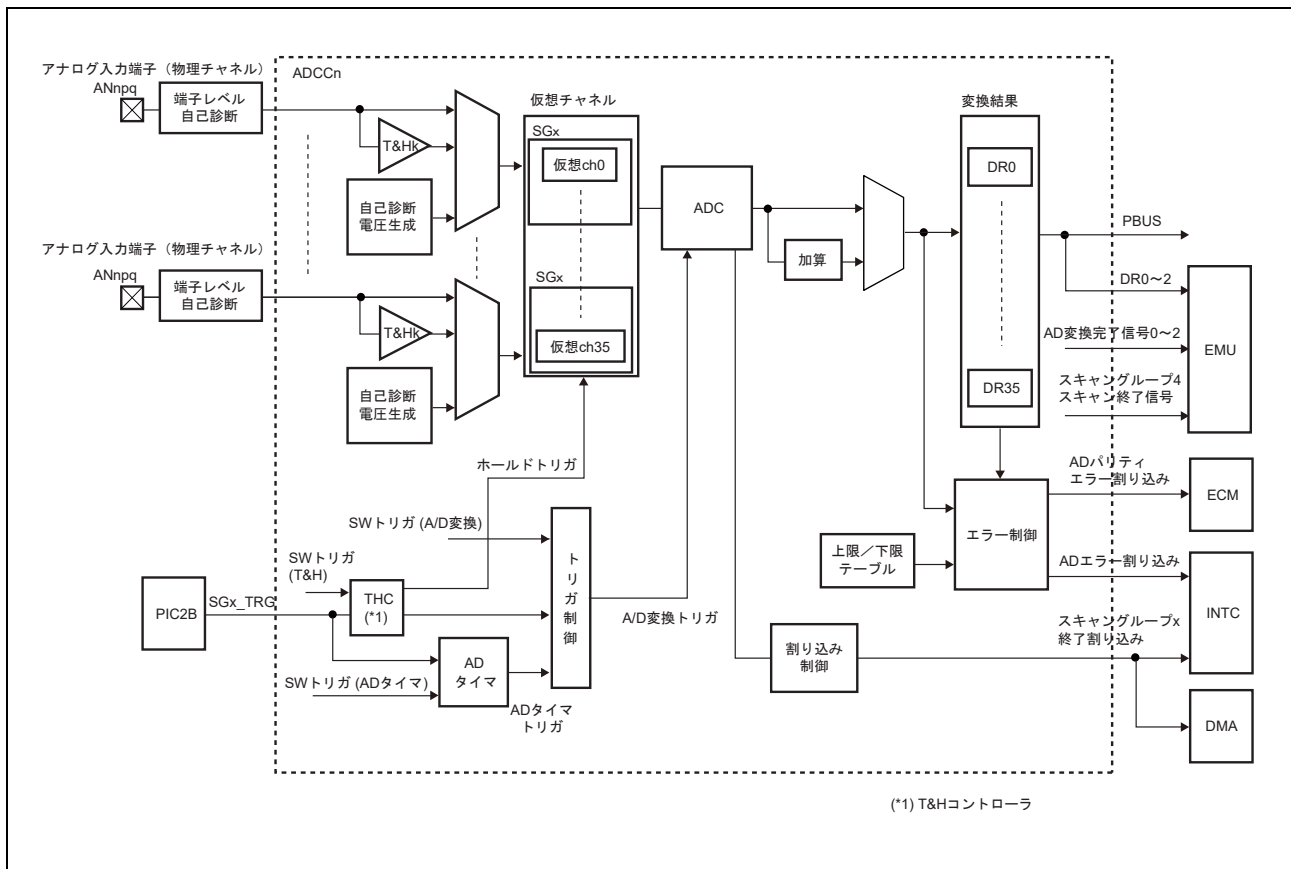 アナログ入力端子（物理チャネル）
ANnpq
端子レベル
自己診断
ADCCn
T&Hk
自己診断
電圧生成
仮想チャネル
SGx
仮想ch0
SGx
仮想ch35
ADC
加算
変換結果
DR0
DR35
PBUS
DR0～2
AD変換完了信号0～2
スキャングループ4
スキャン終了信号
EMU
アナログ入力端子（物理チャネル）
ANnpq
端子レベル
自己診断
T&Hk
自己診断
電圧生成
ホールドトリガ
SWトリガ (A/D変換)
SWトリガ
(T&H)
PIC2B
SGx_TRG
THC
(*1)
トリガ制御
A/D変換トリガ
SWトリガ (ADタイマ)
AD
タイマ
ADタイマ
トリガ
上限／下限
テーブル
エラー制御
ADパリティ
エラー割り込み
ECM
ADエラー割り込み
INTC
スキャングループx
終了割り込み
割り込み
制御
DMA
(*1) T&Hコントローラ